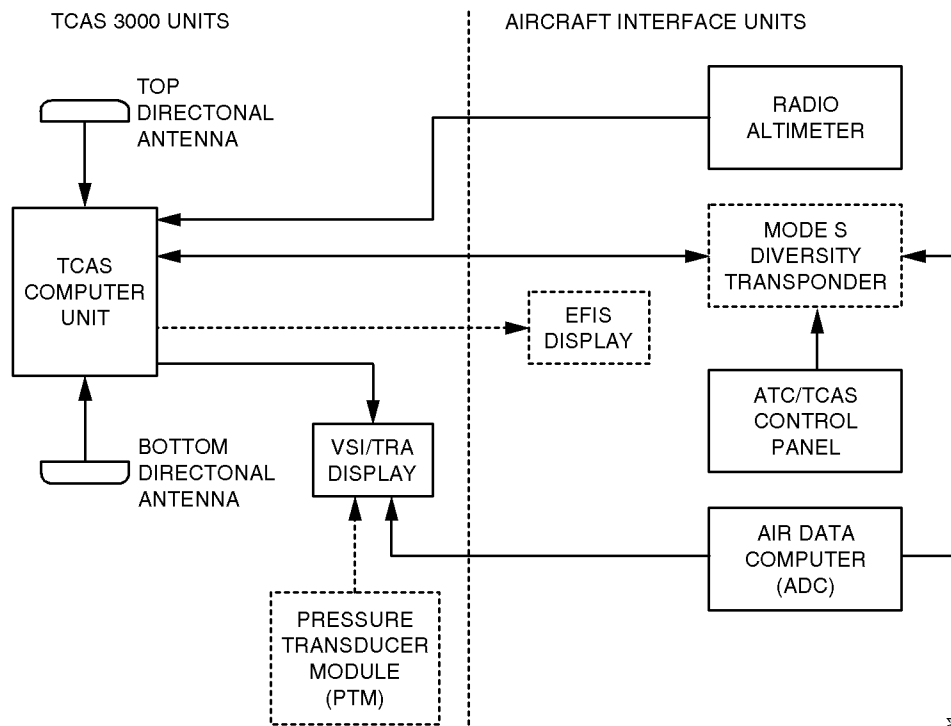 TCAS 3000 UNITS
AIRCRAFT INTERFACE UNITS
TOP
DIRECTONAL
ANTENNA
RADIO
ALTIMETER
TCAS
COMPUTER
UNIT
MODE S
DIVERSITY
TRANSPONDER
EFIS
DISPLAY
ATC/TCAS
CONTROL
PANEL
BOTTOM
DIRECTONAL
ANTENNA
VSI/TRA
DISPLAY
AIR DATA
COMPUTER
(ADC)
PRESSURE
TRANSDUCER
MODULE
(PTM)